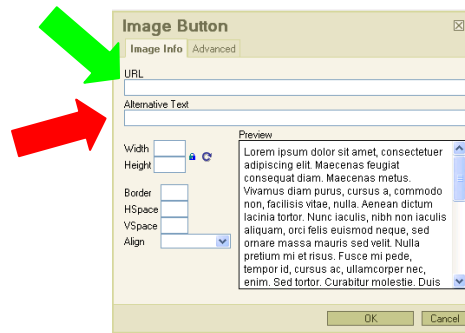 Image Button
Image Info Advanced
URL
Alternative Text
Width
Height
Border
HSpace
VSpace
Align
Preview
Lorem ipsum dolor sit amet, consectetuer
adipiscing elit. Maecenas feugiat
consequat diam. Maecenas metus.
Vivamus diam purus, cursus a, commodo
non, facilisis vitae, nulla. Aenean dictum
lacinia tortor. Nunc iaculis, nibh non iaculis
aliquam, orci felis euismod neque, sed
ornare massa mauris sed velit. Nulla
pretium mi et risus. Fusce mi pede,
tempor id, cursus ac, ullamcorper nec,
enim. Sed tortor. Curabitur molestie. Duis
OK Cancel